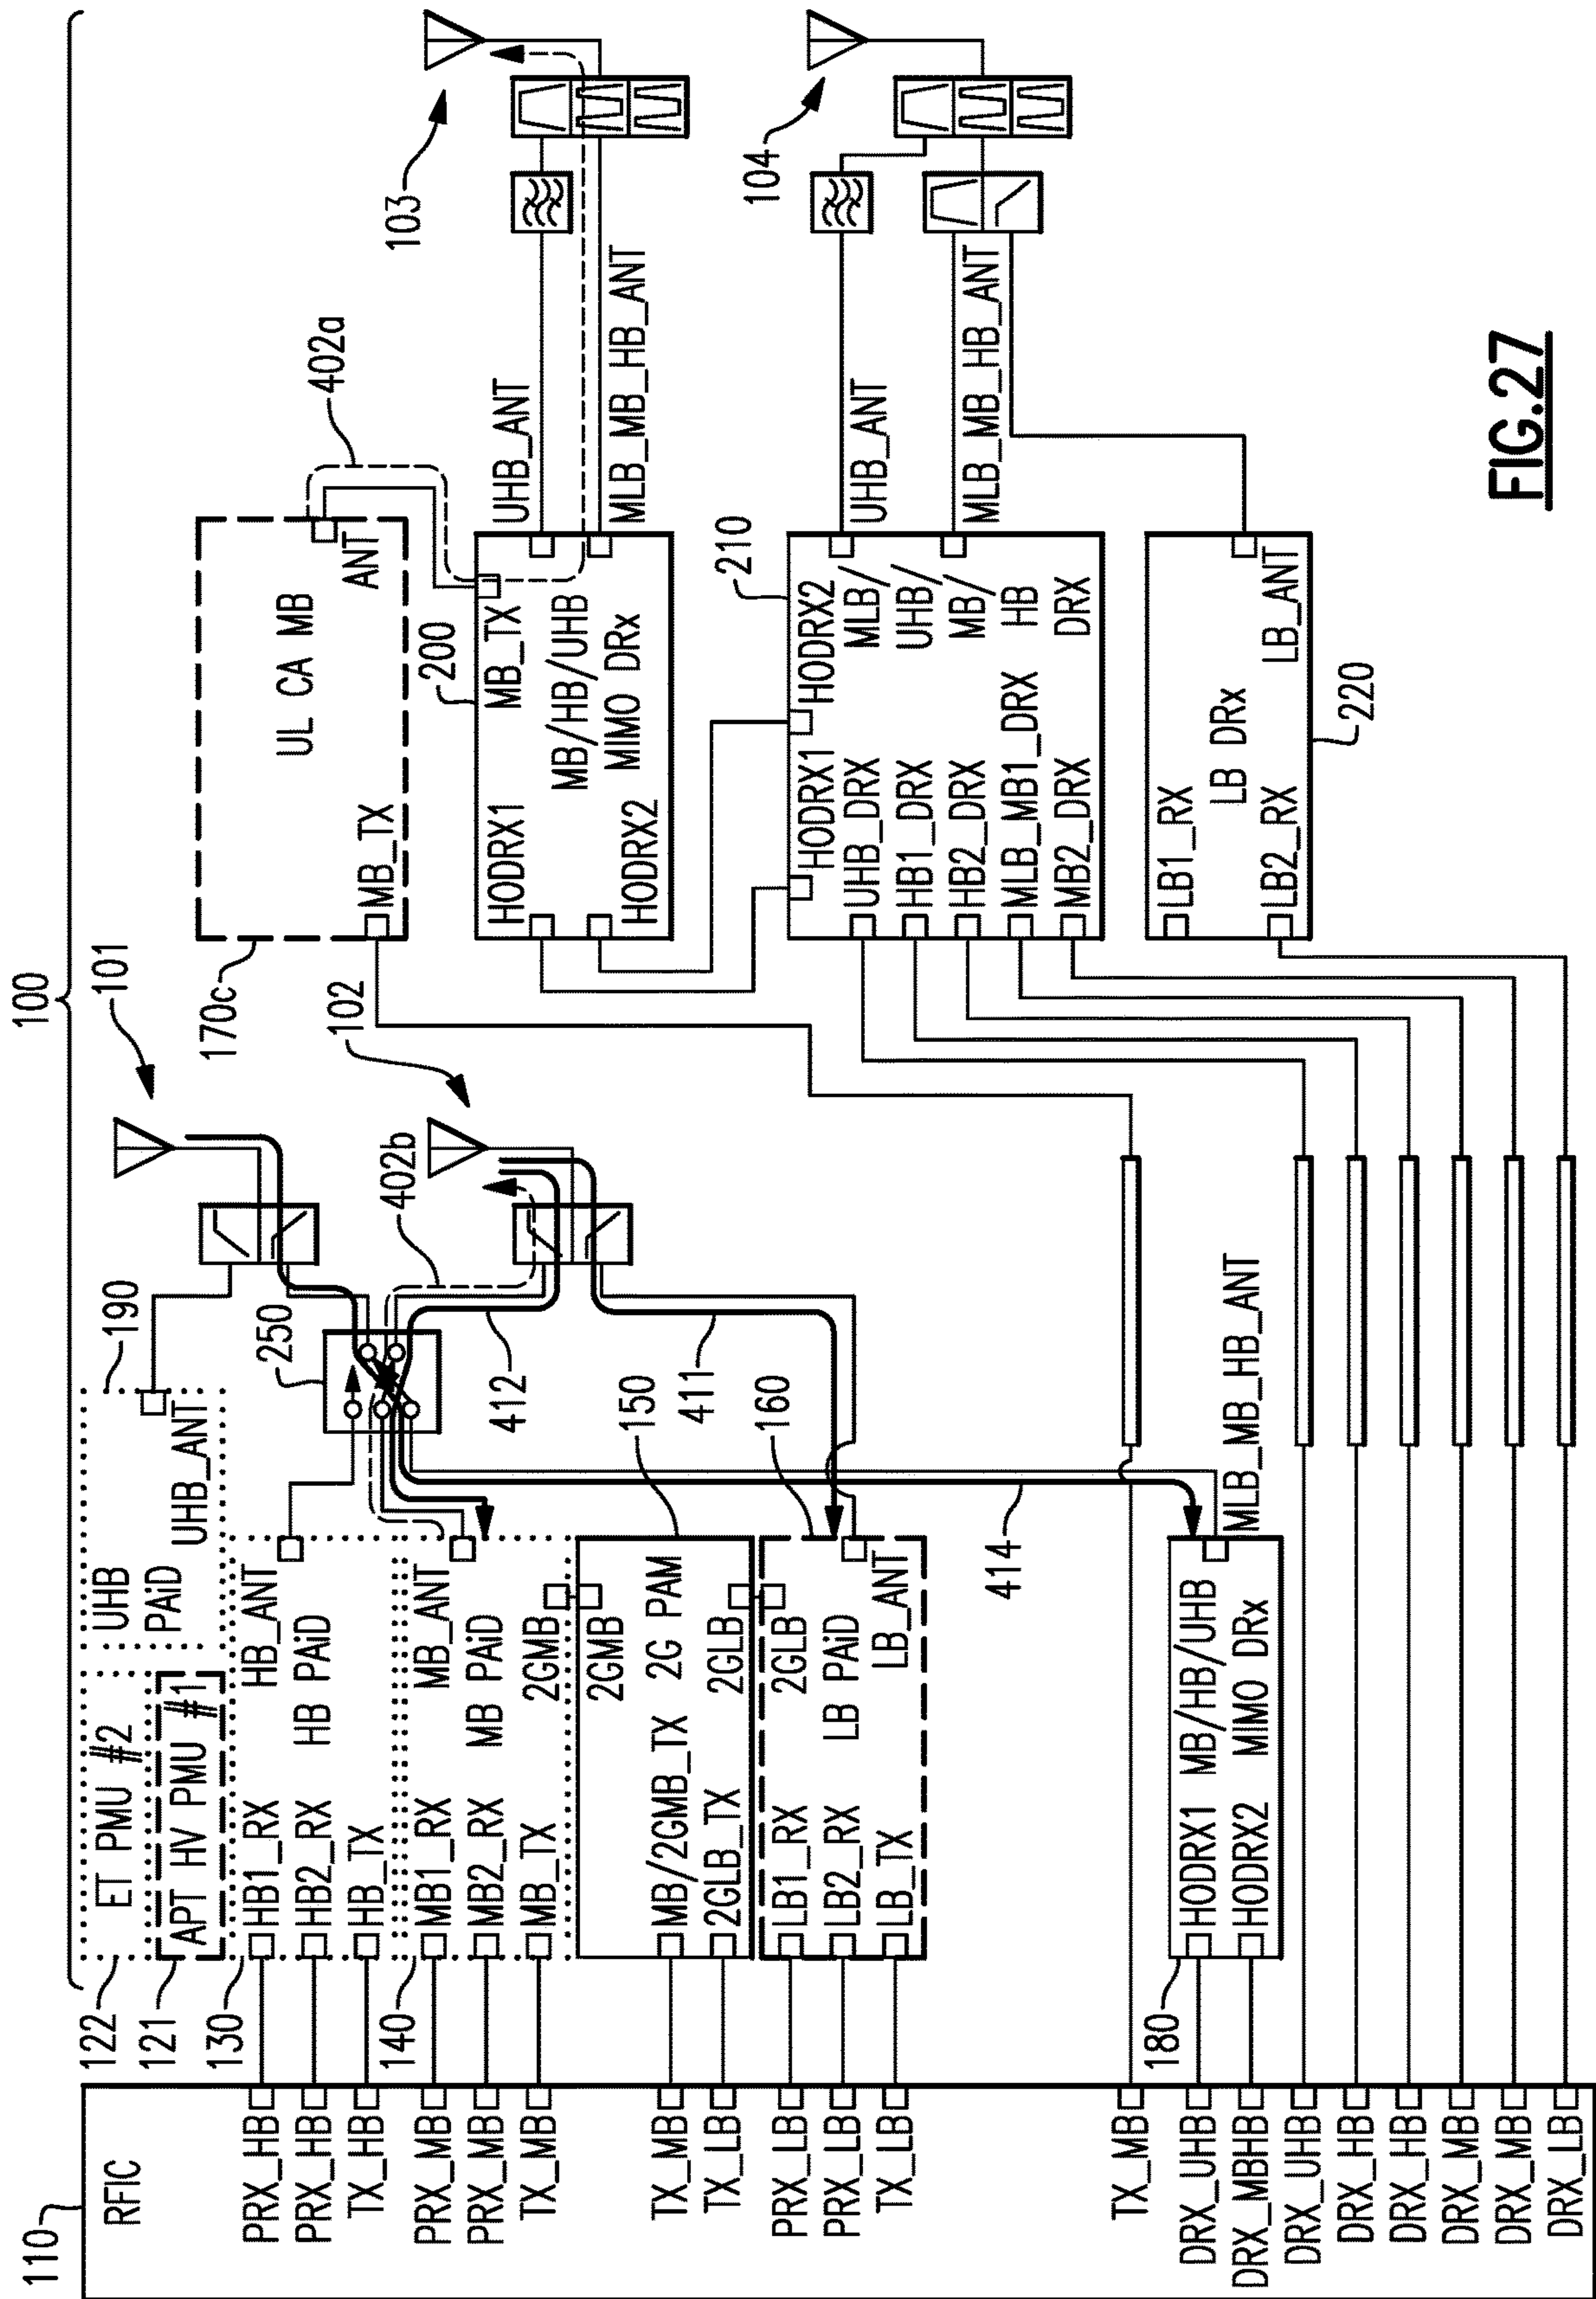 100
110
RFIC
PRX_HB
PRX_HB
TX_HB
PRX_MB
PRX_MB
TX_MB
TX_MB
TX_LB
PRX_LB
PRX_LB
TX_LB
TX_MB
DRX_UHB
DRX_MBHB
DRX_UHB
DRX_HB
DRX_HB
DRX_MB
DRX_MB
DRX_LB
122
ET PMU #2
121
APT HV PMU #1
190
UHB
PAiD
UHB_ANT
130
HB1_RX
HB_ANT
HB2_RX
HB PAiD
HB_TX
140
MB1_RX
MB_ANT
MB2_RX
MB PAiD
MB_TX
2GMB
150
2GMB
MB/2GMB_TX 2G PAM
2GLB_TX
2GLB
160
LB1_RX
2GLB
LB2_RX
LB PAiD
LB_TX
LB_ANT
180
HODRX1
MB/HB/UHB
HODRX2
MIMO DRx
MLB_MB_HB_ANT
250
101
102
402b
412
411
414
170c
UL CA MB
MB_TX
ANT
402a
200
MB_TX
HODRX1
MB/HB/UHB
MIMO DRx
HODRX2
UHB_ANT
MLB_MB_HB_ANT
103
210
HODRX1
HODRX2
UHB_DRX
MLB/
HB1_DRX
UHB/
HB2_DRX
MB/
MLB_MB1_DRX
HB
MB2_DRX
DRX
UHB_ANT
MLB_MB_HB_ANT
104
LB1_RX
LB DRx
LB2_RX
LB_ANT
220
FIG.27